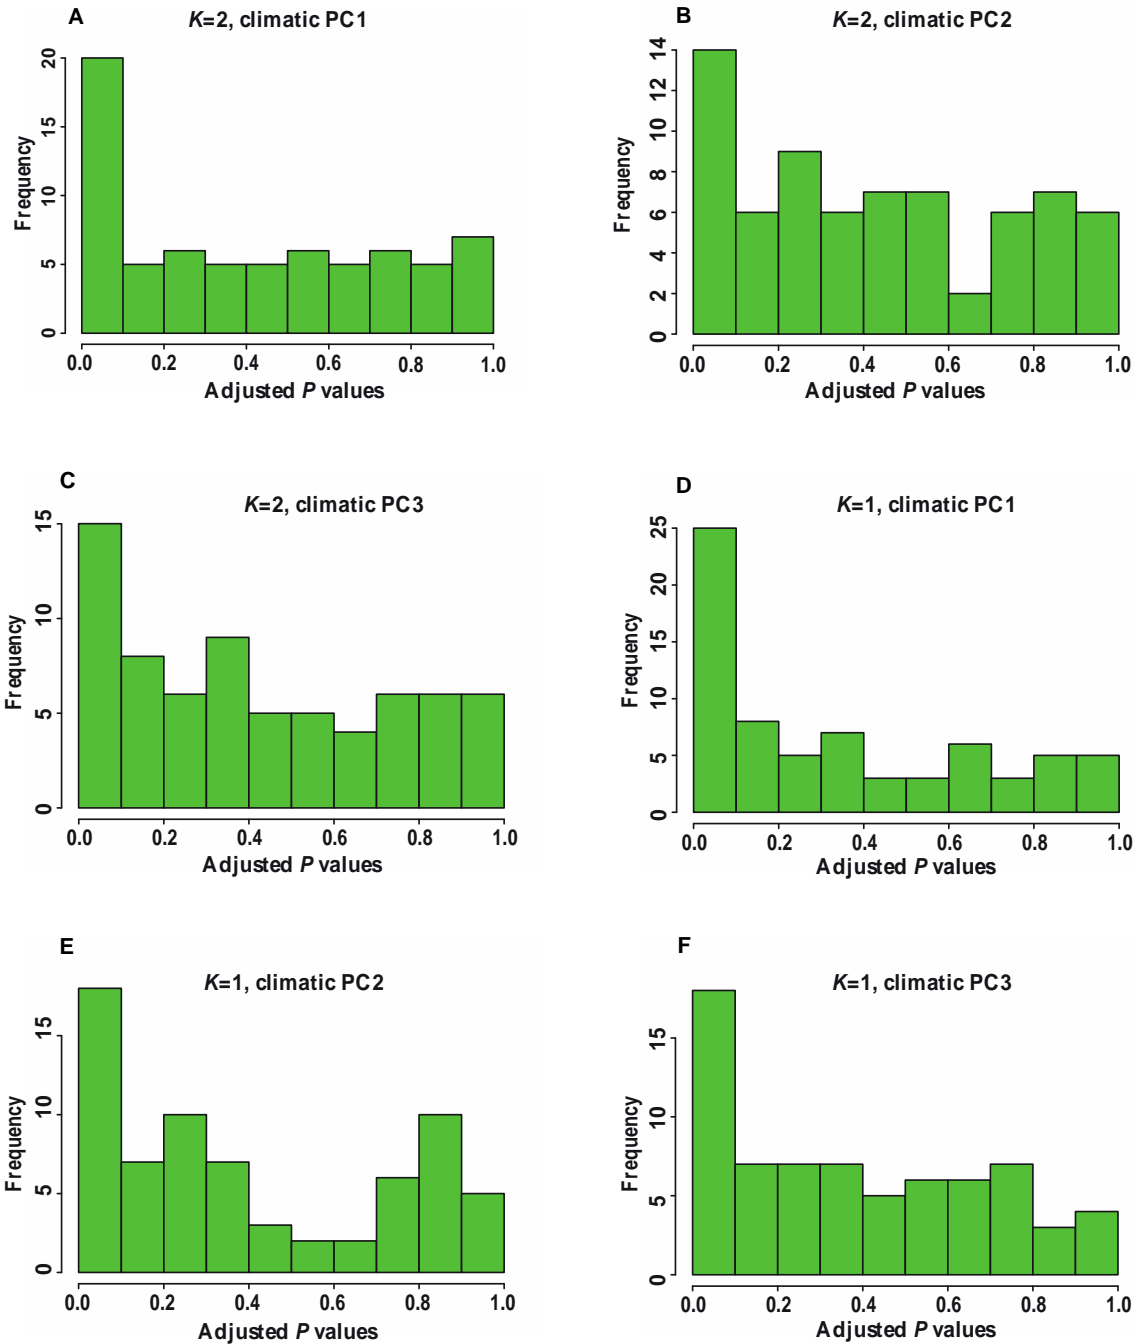 A
K=2, climatic PC1
Frequency
20
15
10
5
0
0.0 0.2 0.4 0.6 0.8 1.0
Adjusted P values
B
K=2, climatic PC2
Frequency
14
12
10
8
6
4
2
0
0.0 0.2 0.4 0.6 0.8 1.0
Adjusted P values
C
K=2, climatic PC3
Frequency
15
10
5
0
0.0 0.2 0.4 0.6 0.8 1.0
Adjusted P values
D
K=1, climatic PC1
Frequency
25
20
15
10
5
0
0.0 0.2 0.4 0.6 0.8 1.0
Adjusted P values
E
K=1, climatic PC2
Frequency
15
10
5
0
0.0 0.2 0.4 0.6 0.8 1.0
Adjusted P values
F
K=1, climatic PC3
Frequency
15
10
5
0
0.0 0.2 0.4 0.6 0.8 1.0
Adjusted P values